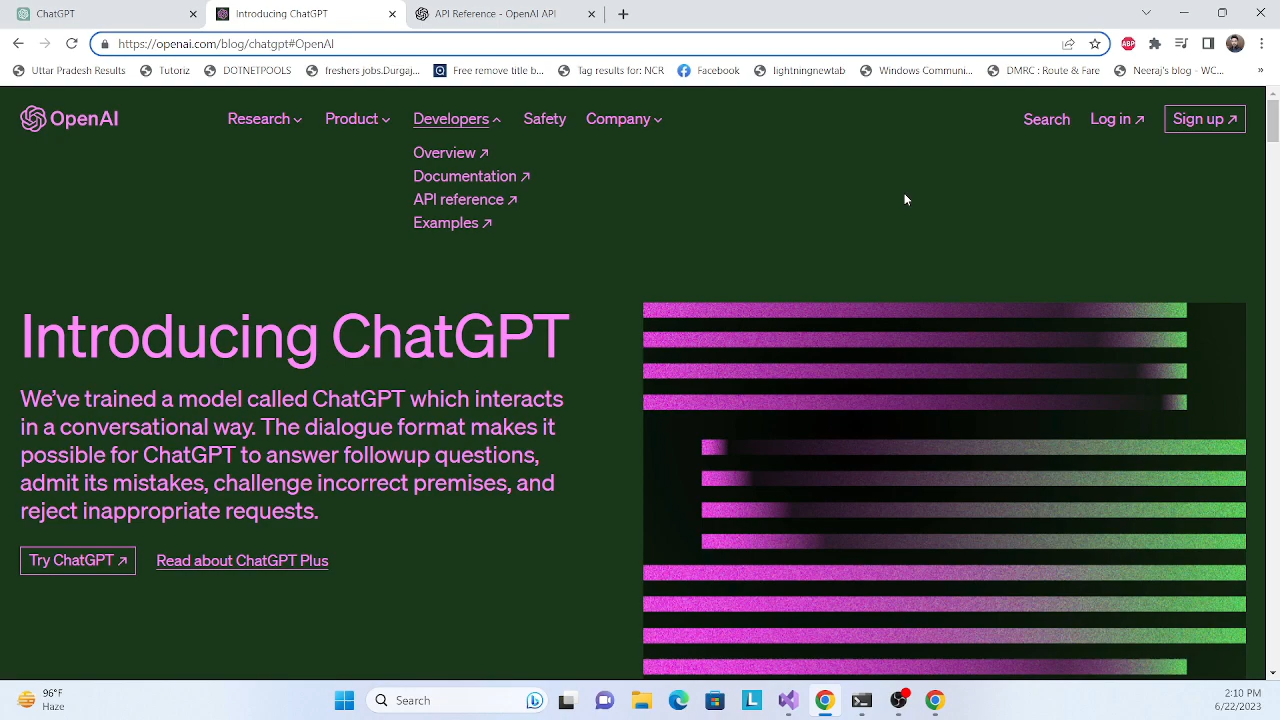 ChatGPT
Introducing ChatGPT
API Reference - OpenAI API
https://openai.com/blog/chatgpt#OpenAI
ABP
Uttar Pradesh Results
Tutoriz
DOTNETPOOLS
freshers jobs.Durgaj...
Free remove title b...
Tag results for: NCR
Facebook
lightningnewtab
Windows Communi...
DMRC : Route & Fare
Neeraj's blog - WC...
OpenAI
Research
Product
Developers
Safety
Company
Search
Log in ↗
Sign up ↗
Overview ↗
Documentation ↗
API reference ↗
Examples ↗
Introducing ChatGPT
We've trained a model called ChatGPT which interacts
in a conversational way. The dialogue format makes it
possible for ChatGPT to answer followup questions,
admit its mistakes, challenge incorrect premises, and
reject inappropriate requests.
Try ChatGPT ↗
Read about ChatGPT Plus
96°F
Haze
Search
L
2:10 PM
6/22/2023